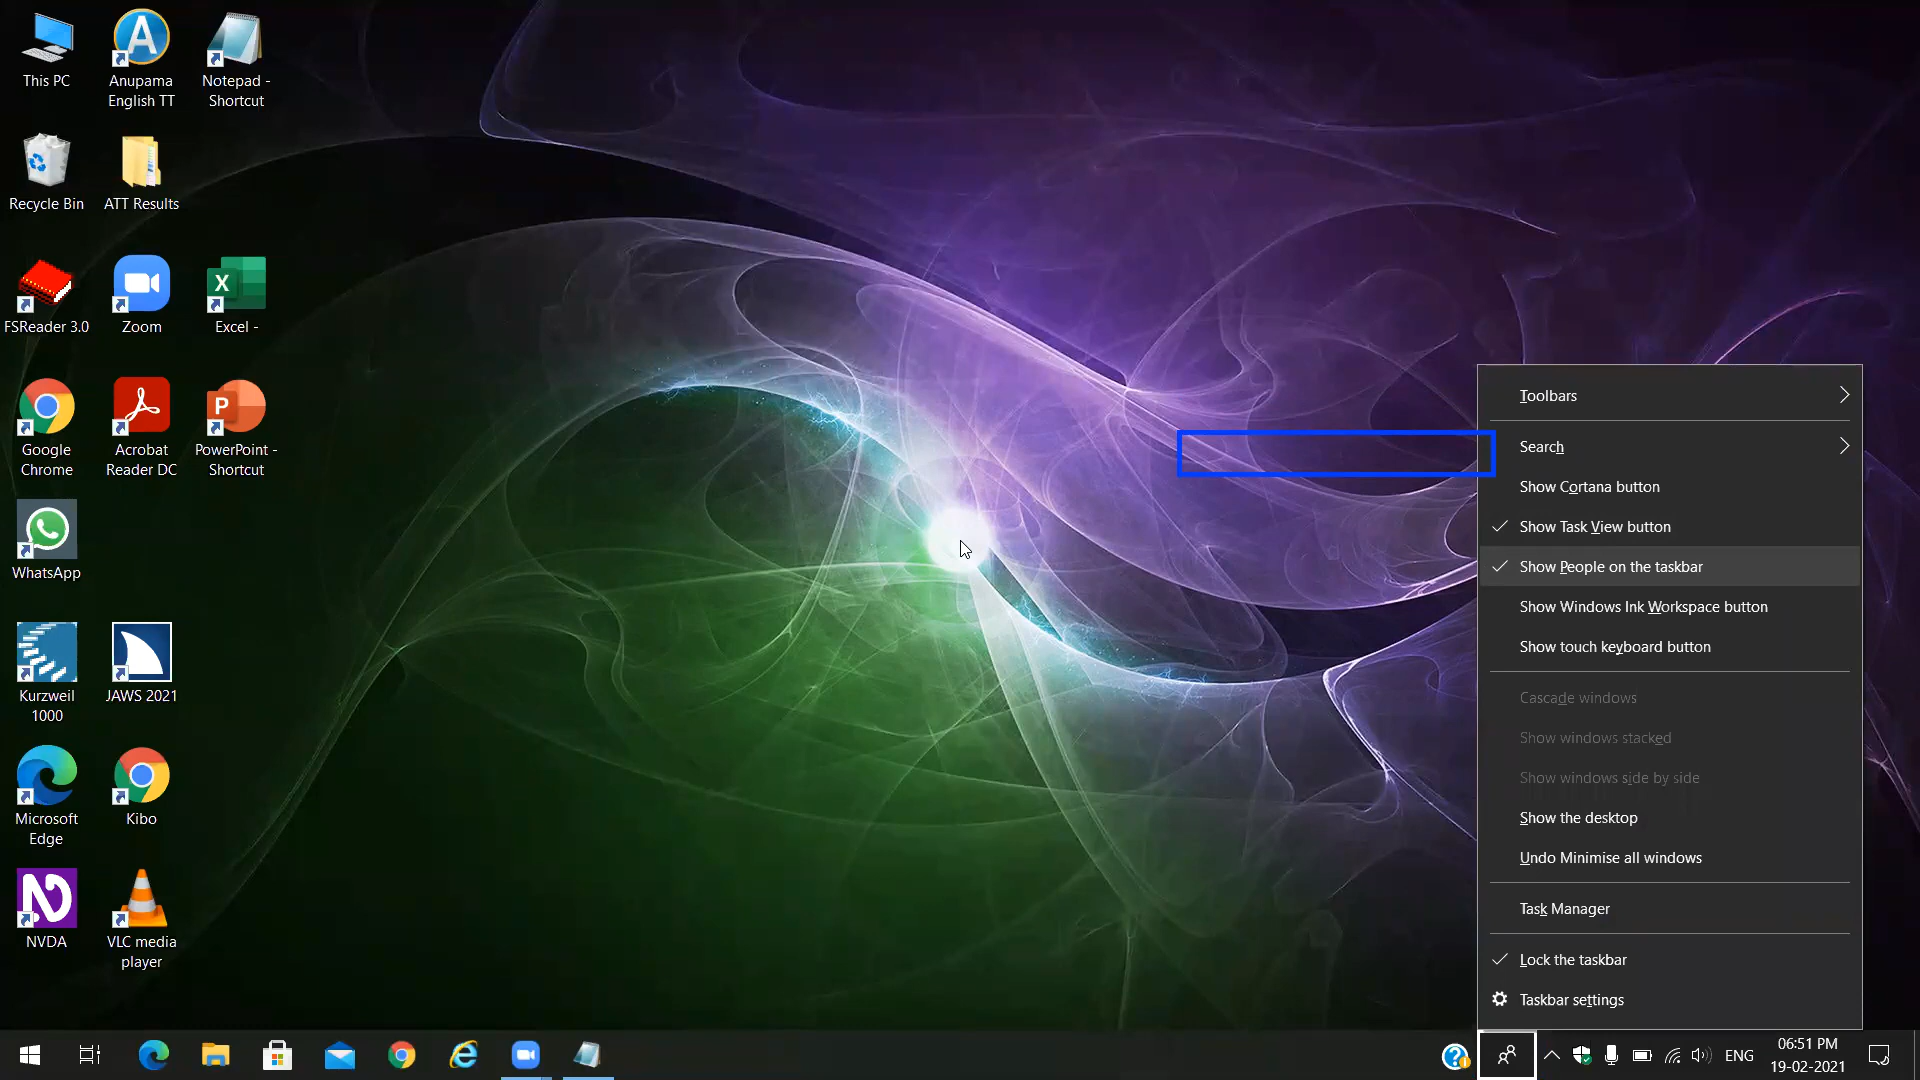 This PC
Anupama
English TT
Notepad -
Shortcut
Recycle Bin
ATT Results
FSReader 3.0
Zoom
Excel -
Google
Chrome
Acrobat
Reader DC
PowerPoint -
Shortcut
WhatsApp
Kurzweil
1000
JAWS 2021
Microsoft
Edge
Kibo
NVDA
VLC media
player
Toolbars
Search
Show Cortana button
Show Task View button
Show People on the taskbar
Show Windows Ink Workspace button
Show touch keyboard button
Cascade windows
Show windows stacked
Show windows side by side
Show the desktop
Undo Minimise all windows
Task Manager
Lock the taskbar
Taskbar settings
ENG
06:51 PM
19-02-2021